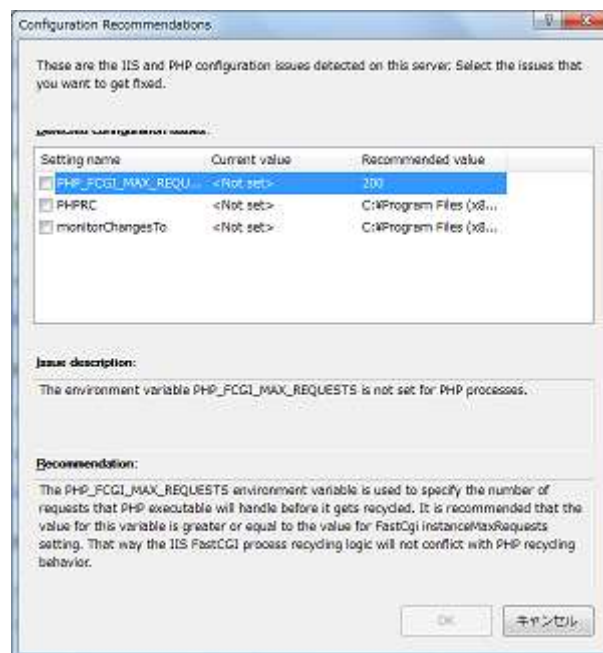 Configuration Recommendations
These are the IIS and PHP configuration issues detected on this server. Select the issues that
you want to get fixed.
Detected configuration issues:
Setting name Current value Recommended value
PHP_FCGI_MAX_REQU... <Not set> 200
PHPRC <Not set> C:¥Program Files (x8...
monitorChangesTo <Not set> C:¥Program Files (x8...
Issue description:
The environment variable PHP_FCGI_MAX_REQUESTS is not set for PHP processes.
Recommendation:
The PHP_FCGI_MAX_REQUESTS environment variable is used to specify the number of
requests that PHP executable will handle before it gets recycled. It is recommended that the
value for this variable is greater or equal to the value for FastCgi instanceMaxRequests
setting. That way the IIS FastCGI process recycling logic will not conflict with PHP recycling
behavior.
OK キャンセル